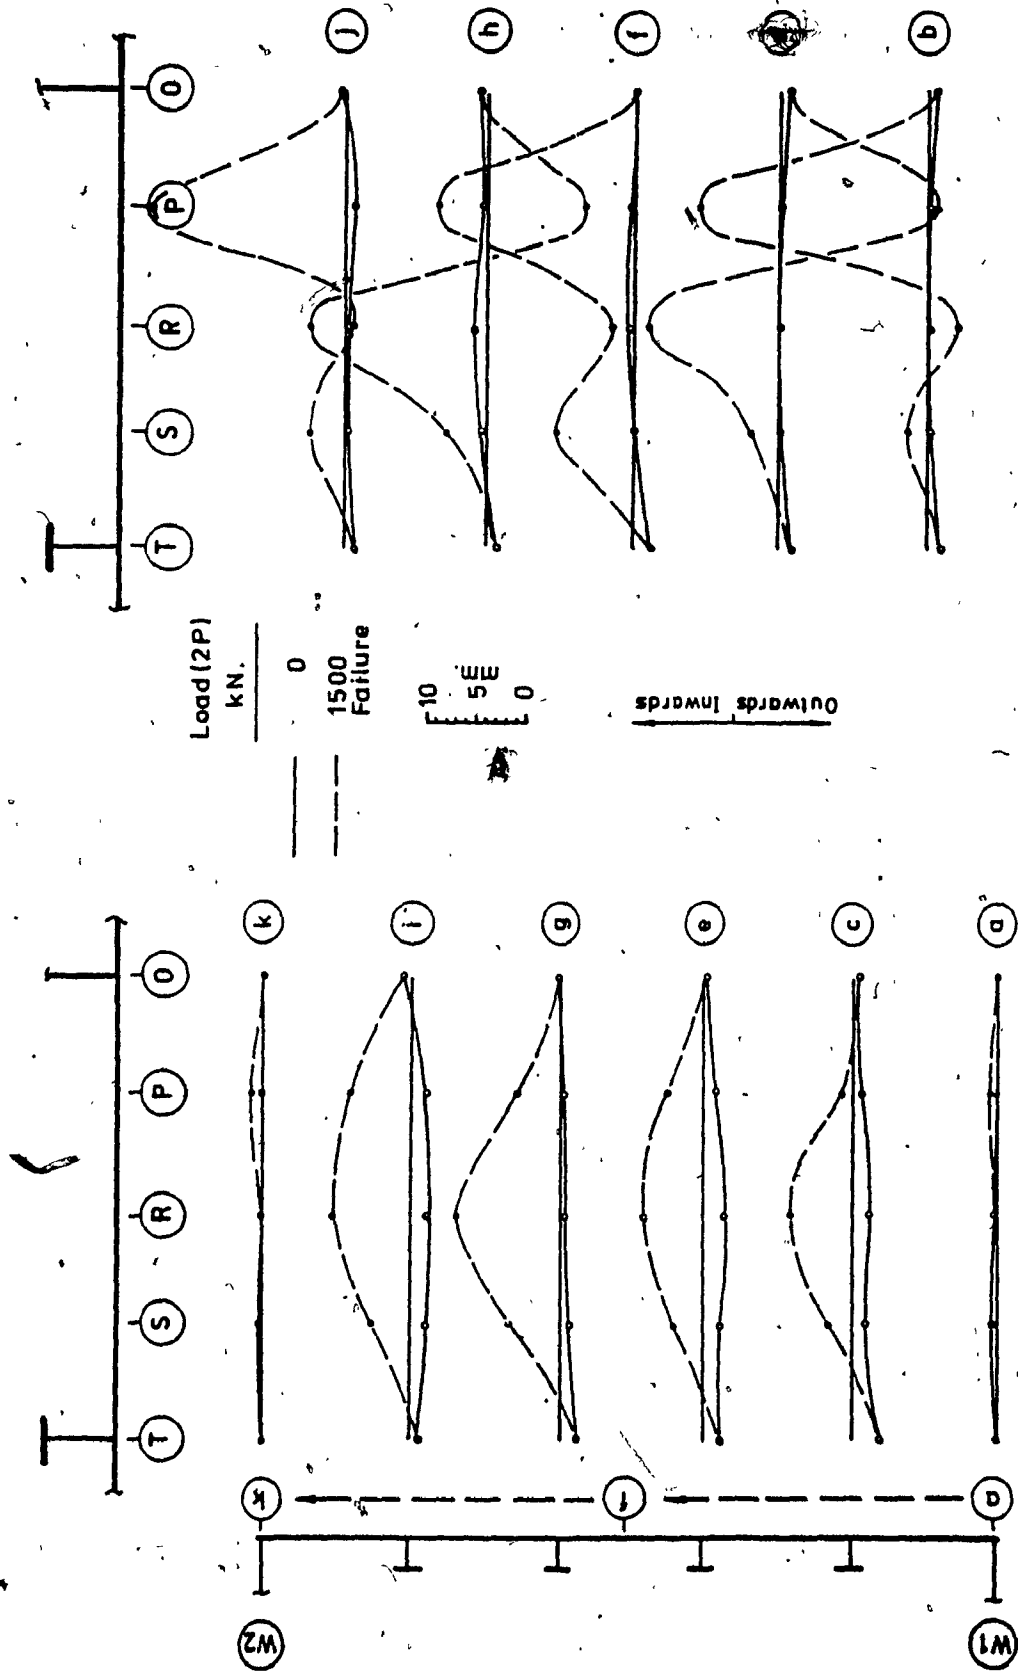 T
S
R
P
O
j
h
f
b
Load (2P)
kN.
0
1500
Failure
10
5
0
mm.
Outwards Inwards
T
S
R
P
O
k
i
g
e
c
a
k
f
a
W2
W1